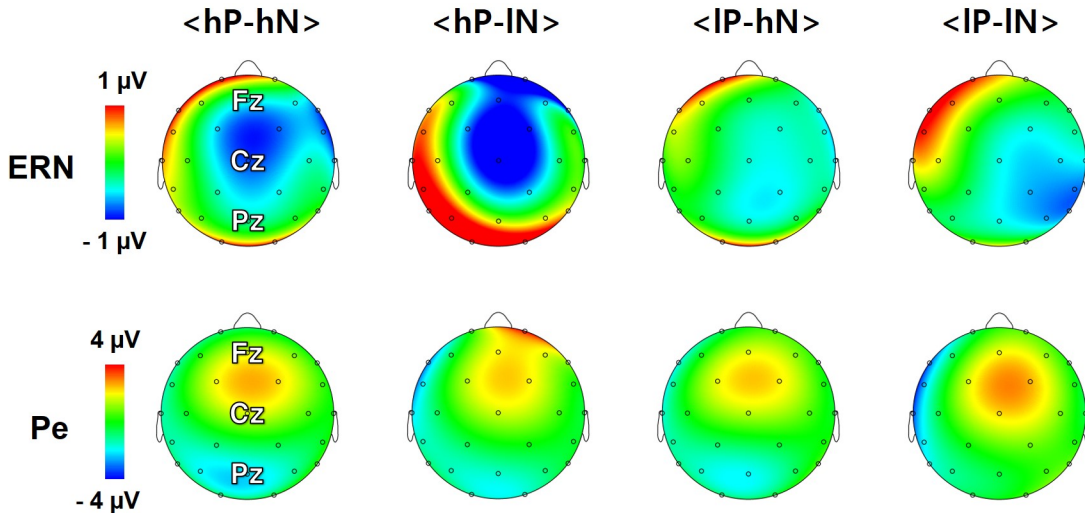 <hP-hN> <hP-lN> <lP-hN> <lP-lN>
1 µV
ERN
- 1 µV
Fz
Cz
Pz
4 µV
Pe
- 4 µV
Fz
Cz
Pz